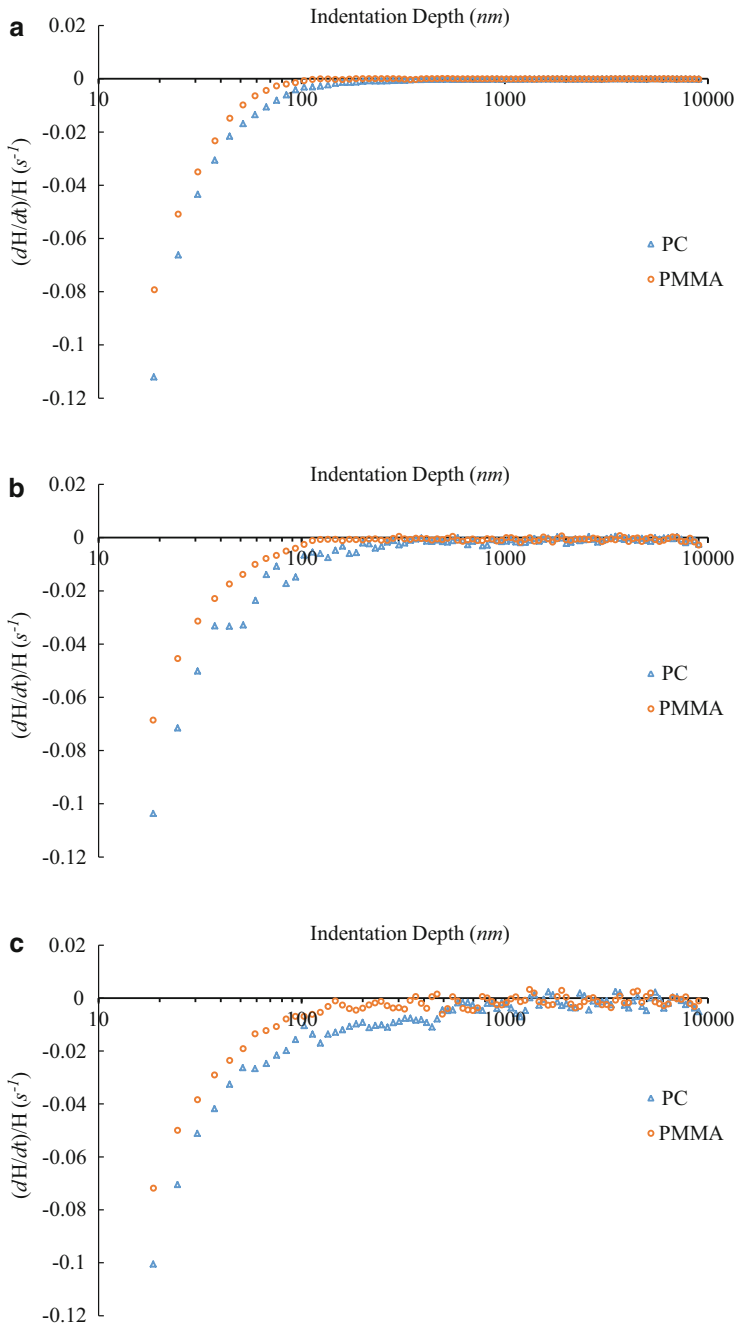 a
Indentation Depth (nm)
0.02
0
10
100
1000
10000
-0.02
-0.04
-0.06
-0.08
-0.1
-0.12
(dH/dt)/H (s⁻¹)
PC
PMMA
b
Indentation Depth (nm)
0.02
0
10
100
1000
10000
-0.02
-0.04
-0.06
-0.08
-0.1
-0.12
(dH/dt)/H (s⁻¹)
PC
PMMA
c
Indentation Depth (nm)
0.02
0
10
100
1000
10000
-0.02
-0.04
-0.06
-0.08
-0.1
-0.12
(dH/dt)/H (s⁻¹)
PC
PMMA